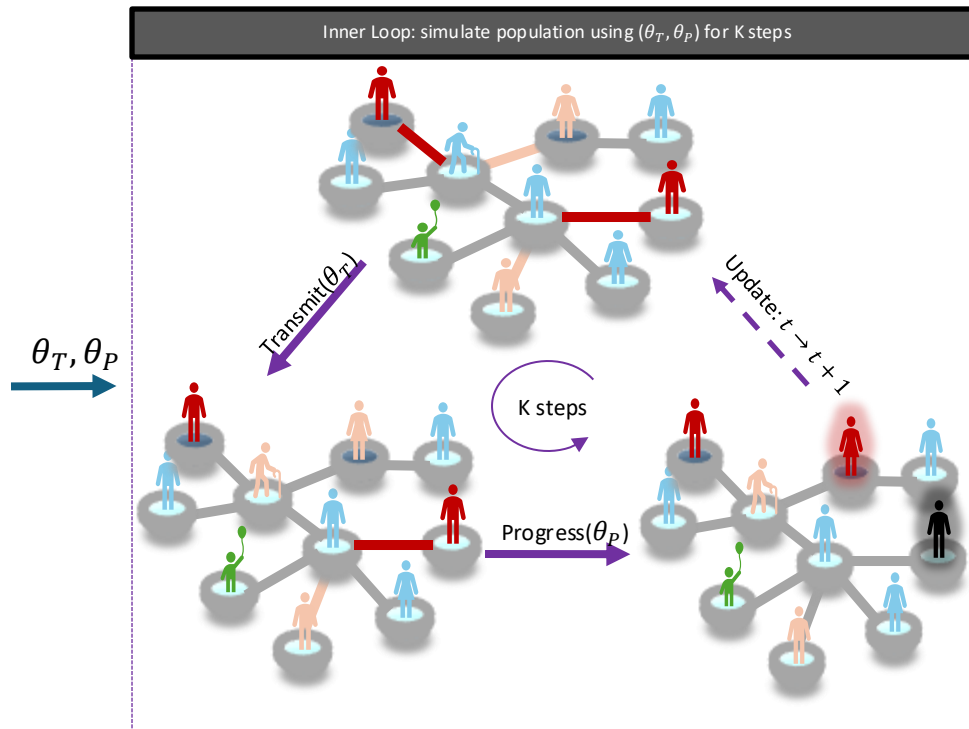 Inner Loop: simulate population using (θ_T, θ_P) for K steps
Transmit(θ_T)
Update: t → t + 1
θ_T, θ_P
K steps
Progress(θ_P)